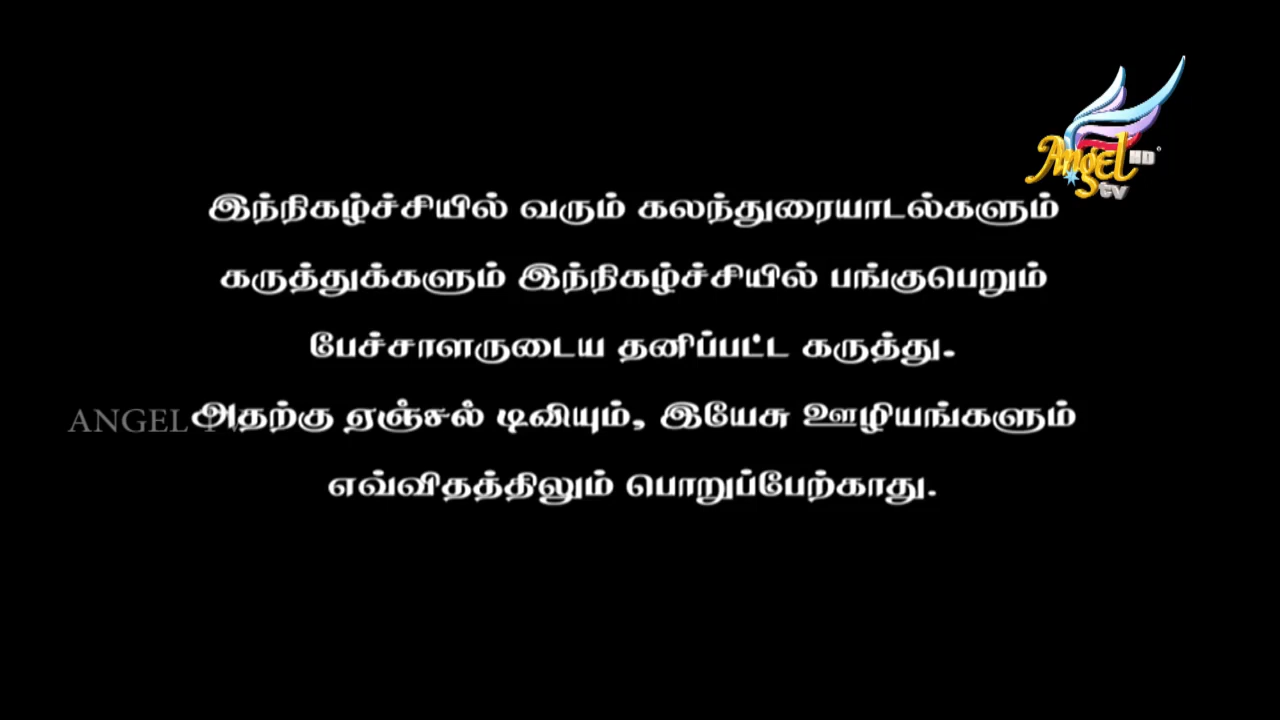 Angel HD
tv
இந்நிகழ்ச்சியில் வரும் கலந்துரையாடல்களும்
கருத்துக்களும் இந்நிகழ்ச்சியில் பங்குபெறும்
பேச்சாளருடைய தனிப்பட்ட கருத்து.
ANGEL TV
அதற்கு ஏஞ்சல் டிவியும், இயேசு ஊழியங்களும்
எவ்விதத்திலும் பொறுப்பேற்காது.